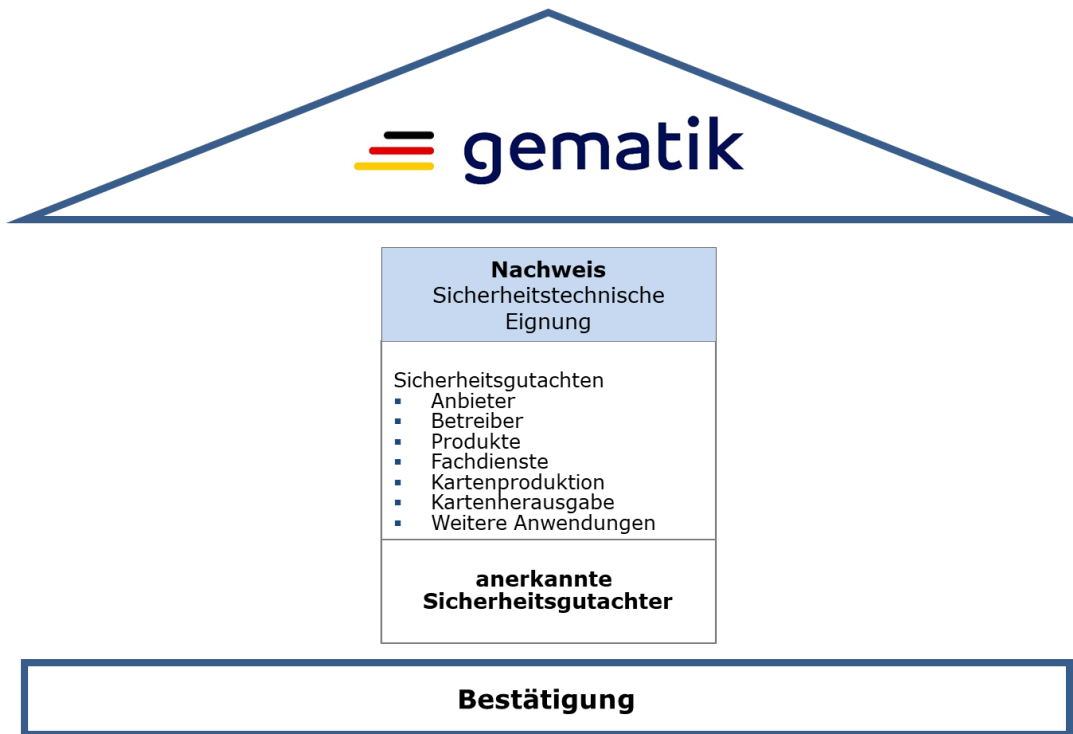 gematik
Nachweis
Sicherheitstechnische
Eignung
Sicherheitsgutachten
▪ Anbieter
▪ Betreiber
▪ Produkte
▪ Fachdienste
▪ Kartenproduktion
▪ Kartenherausgabe
▪ Weitere Anwendungen
anerkannte
Sicherheitsgutachter
Bestätigung